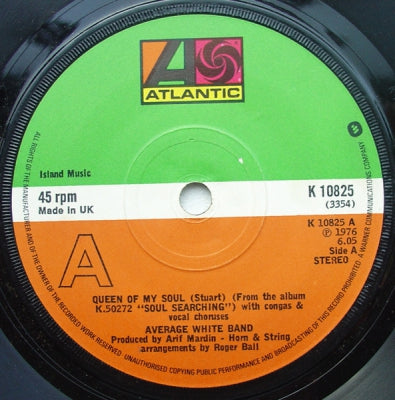 ATLANTIC
Island Music
45 rpm
Made in UK
K 10825
(3354)
K 10825 A
℗ 1976
6.05
Side A
STEREO
A
QUEEN OF MY SOUL (Stuart) (From the album
K.50272 "SOUL SEARCHING") with congas &
vocal choruses
AVERAGE WHITE BAND
Produced by Arif Mardin - Horn & String
arrangements by Roger Ball
ALL RIGHTS OF THE MANUFACTURER AND OF THE OWNER OF THE RECORDED WORK RESERVED UNAUTHORISED COPYING PUBLIC PERFORMANCE AND BROADCASTING OF THIS RECORD PROHIBITED · A WARNER COMMUNICATIONS COMPANY